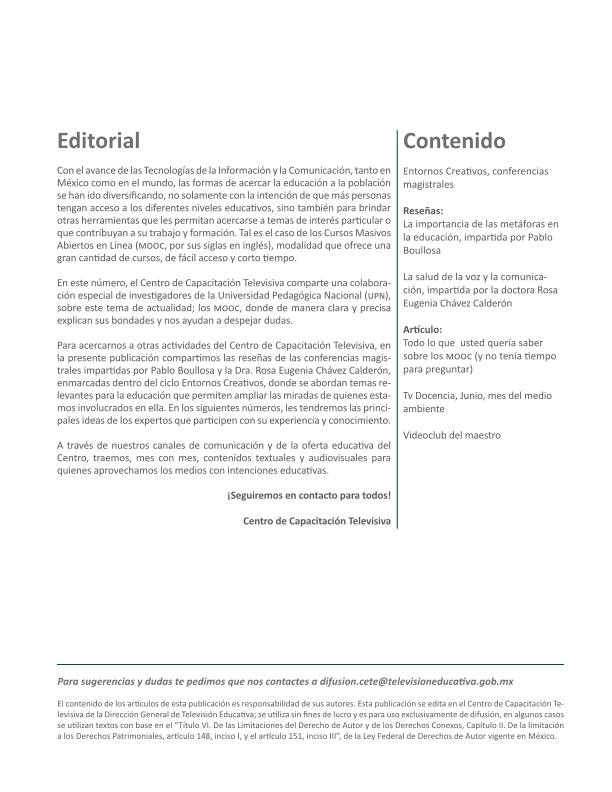 Editorial
Con el avance de las Tecnologías de la Información y la Comunicación, tanto en
México como en el mundo, las formas de acercar la educación a la población
se han ido diversificando, no solamente con la intención de que más personas
tengan acceso a los diferentes niveles educativos, sino también para brindar
otras herramientas que les permitan acercarse a temas de interés particular o
que contribuyan a su trabajo y formación. Tal es el caso de los Cursos Masivos
Abiertos en Línea (MOOC, por sus siglas en inglés), modalidad que ofrece una
gran cantidad de cursos, de fácil acceso y corto tiempo.
En este número, el Centro de Capacitación Televisiva comparte una colabora-
ción especial de investigadores de la Universidad Pedagógica Nacional (UPN),
sobre este tema de actualidad; los MOOC, donde de manera clara y precisa
explican sus bondades y nos ayudan a despejar dudas.
Para acercarnos a otras actividades del Centro de Capacitación Televisiva, en
la presente publicación compartimos las reseñas de las conferencias magis-
trales impartidas por Pablo Boullosa y la Dra. Rosa Eugenia Chávez Calderón,
enmarcadas dentro del ciclo Entornos Creativos, donde se abordan temas re-
levantes para la educación que permiten ampliar las miradas de quienes esta-
mos involucrados en ella. En los siguientes números, les tendremos las princi-
pales ideas de los expertos que participen con su experiencia y conocimiento.
A través de nuestros canales de comunicación y de la oferta educativa del
Centro, traemos, mes con mes, contenidos textuales y audiovisuales para
quienes aprovechamos los medios con intenciones educativas.
¡Seguiremos en contacto para todos!
Centro de Capacitación Televisiva
Contenido
Entornos Creativos, conferencias
magistrales
Reseñas:
La importancia de las metáforas en
la educación, impartida por Pablo
Boullosa
La salud de la voz y la comunica-
ción, impartida por la doctora Rosa
Eugenia Chávez Calderón
Artículo:
Todo lo que usted quería saber
sobre los MOOC (y no tenía tiempo
para preguntar)
Tv Docencia, Junio, mes del medio
ambiente
Videoclub del maestro
Para sugerencias y dudas te pedimos que nos contactes a difusion.cete@televisioneducativa.gob.mx
El contenido de los artículos de esta publicación es responsabilidad de sus autores. Esta publicación se edita en el Centro de Capacitación Te-
levisiva de la Dirección General de Televisión Educativa; se utiliza sin fines de lucro y es para uso exclusivamente de difusión, en algunos casos
se utilizan textos con base en el "Título VI. De las Limitaciones del Derecho de Autor y de los Derechos Conexos, Capítulo II. De la limitación
a los Derechos Patrimoniales, artículo 148, inciso I, y el artículo 151, inciso III", de la Ley Federal de Derechos de Autor vigente en México.